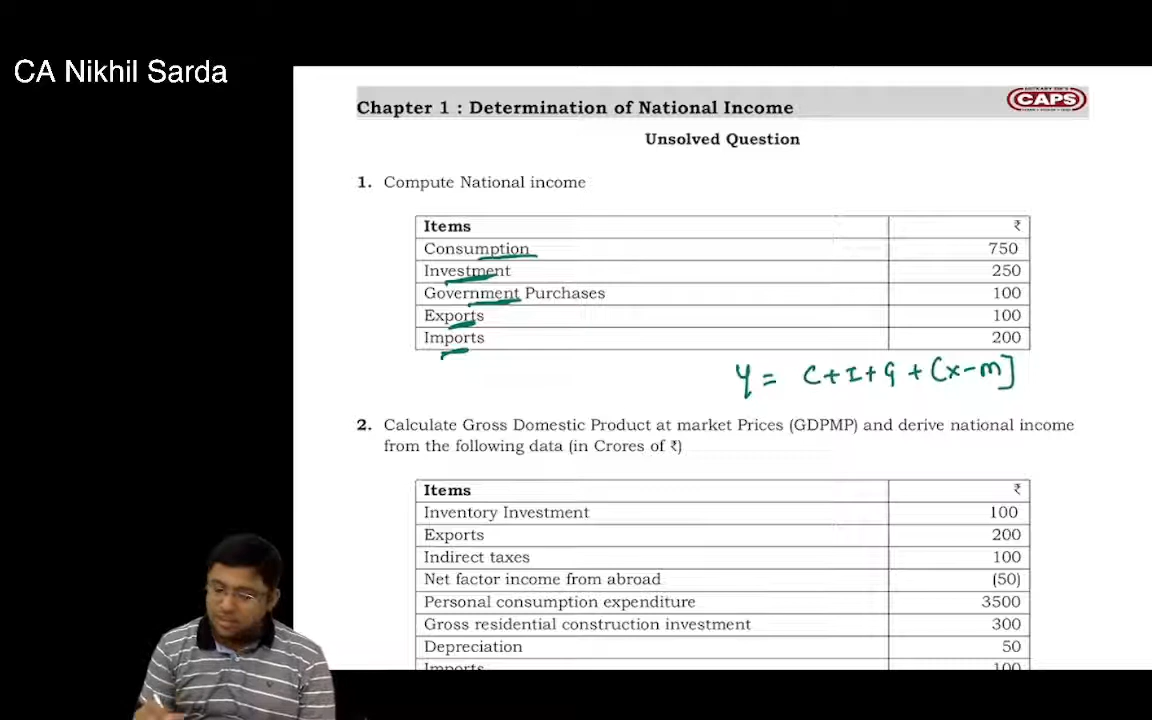 CA Nikhil Sarda
Chapter 1 : Determination of National Income
CAPS
Unsolved Question
1. Compute National income
Items ₹
Consumption 750
Investment 250
Government Purchases 100
Exports 100
Imports 200
Y = C+I+G+(X-M]
2. Calculate Gross Domestic Product at market Prices (GDPMP) and derive national income
from the following data (in Crores of ₹)
Items ₹
Inventory Investment 100
Exports 200
Indirect taxes 100
Net factor income from abroad (50)
Personal consumption expenditure 3500
Gross residential construction investment 300
Depreciation 50
Imports 100